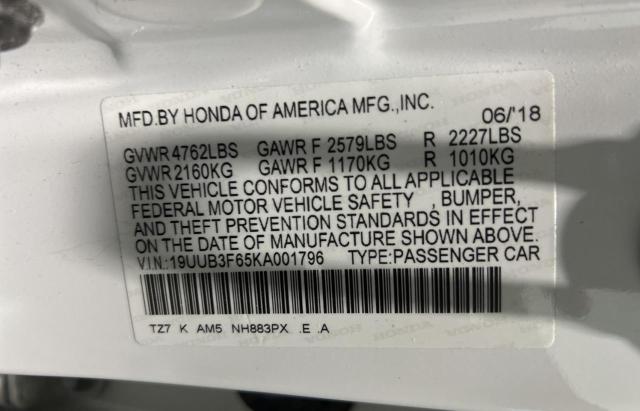 MFD.BY HONDA OF AMERICA MFG.,INC. 06/'18
GVWR 4762LBS GAWR F 2579LBS R 2227LBS
GVWR 2160KG GAWR F 1170KG R 1010KG
THIS VEHICLE CONFORMS TO ALL APPLICABLE
FEDERAL MOTOR VEHICLE SAFETY , BUMPER,
AND THEFT PREVENTION STANDARDS IN EFFECT
ON THE DATE OF MANUFACTURE SHOWN ABOVE.
V.I.N.:19UUB3F65KA001796 TYPE:PASSENGER CAR
TZ7 K AM5 NH883PX .E .A